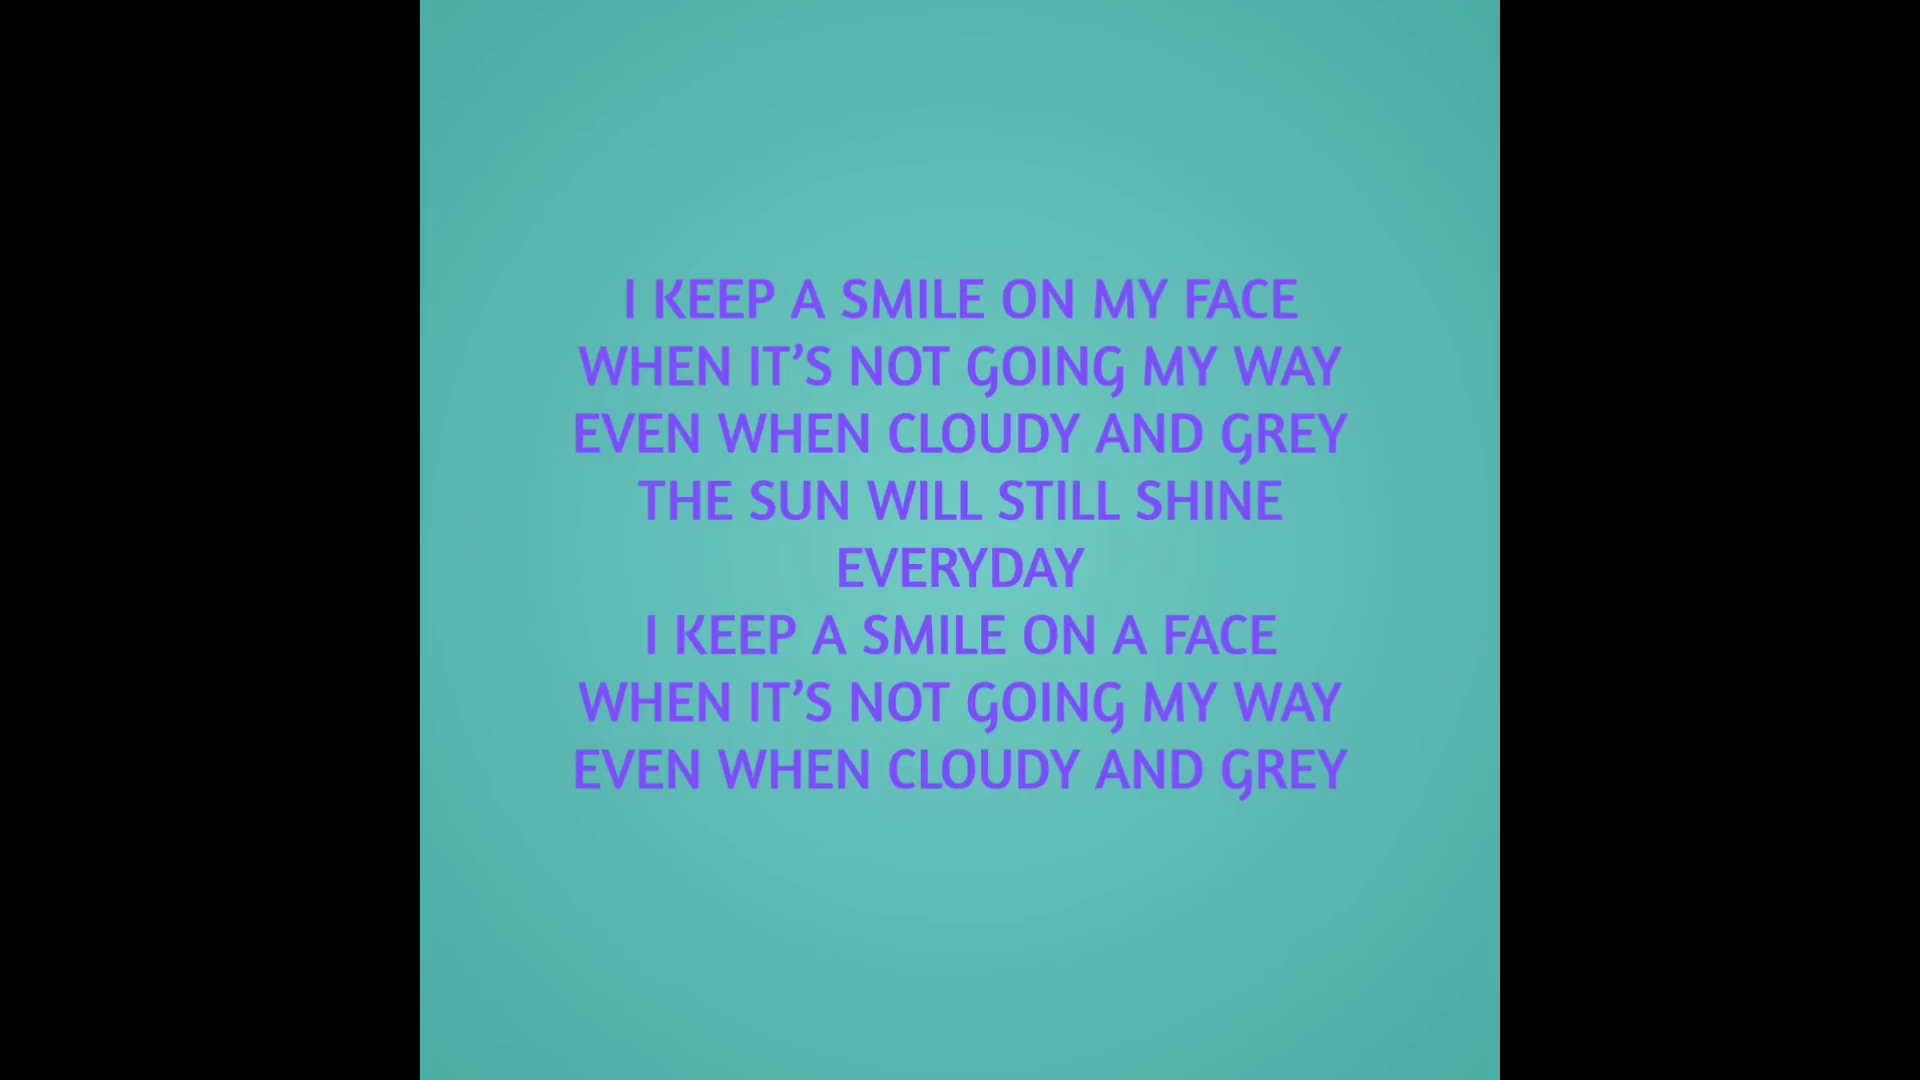 I KEEP A SMILE ON MY FACE
WHEN IT’S NOT GOING MY WAY
EVEN WHEN CLOUDY AND GREY
THE SUN WILL STILL SHINE
EVERYDAY
I KEEP A SMILE ON A FACE
WHEN IT’S NOT GOING MY WAY
EVEN WHEN CLOUDY AND GREY